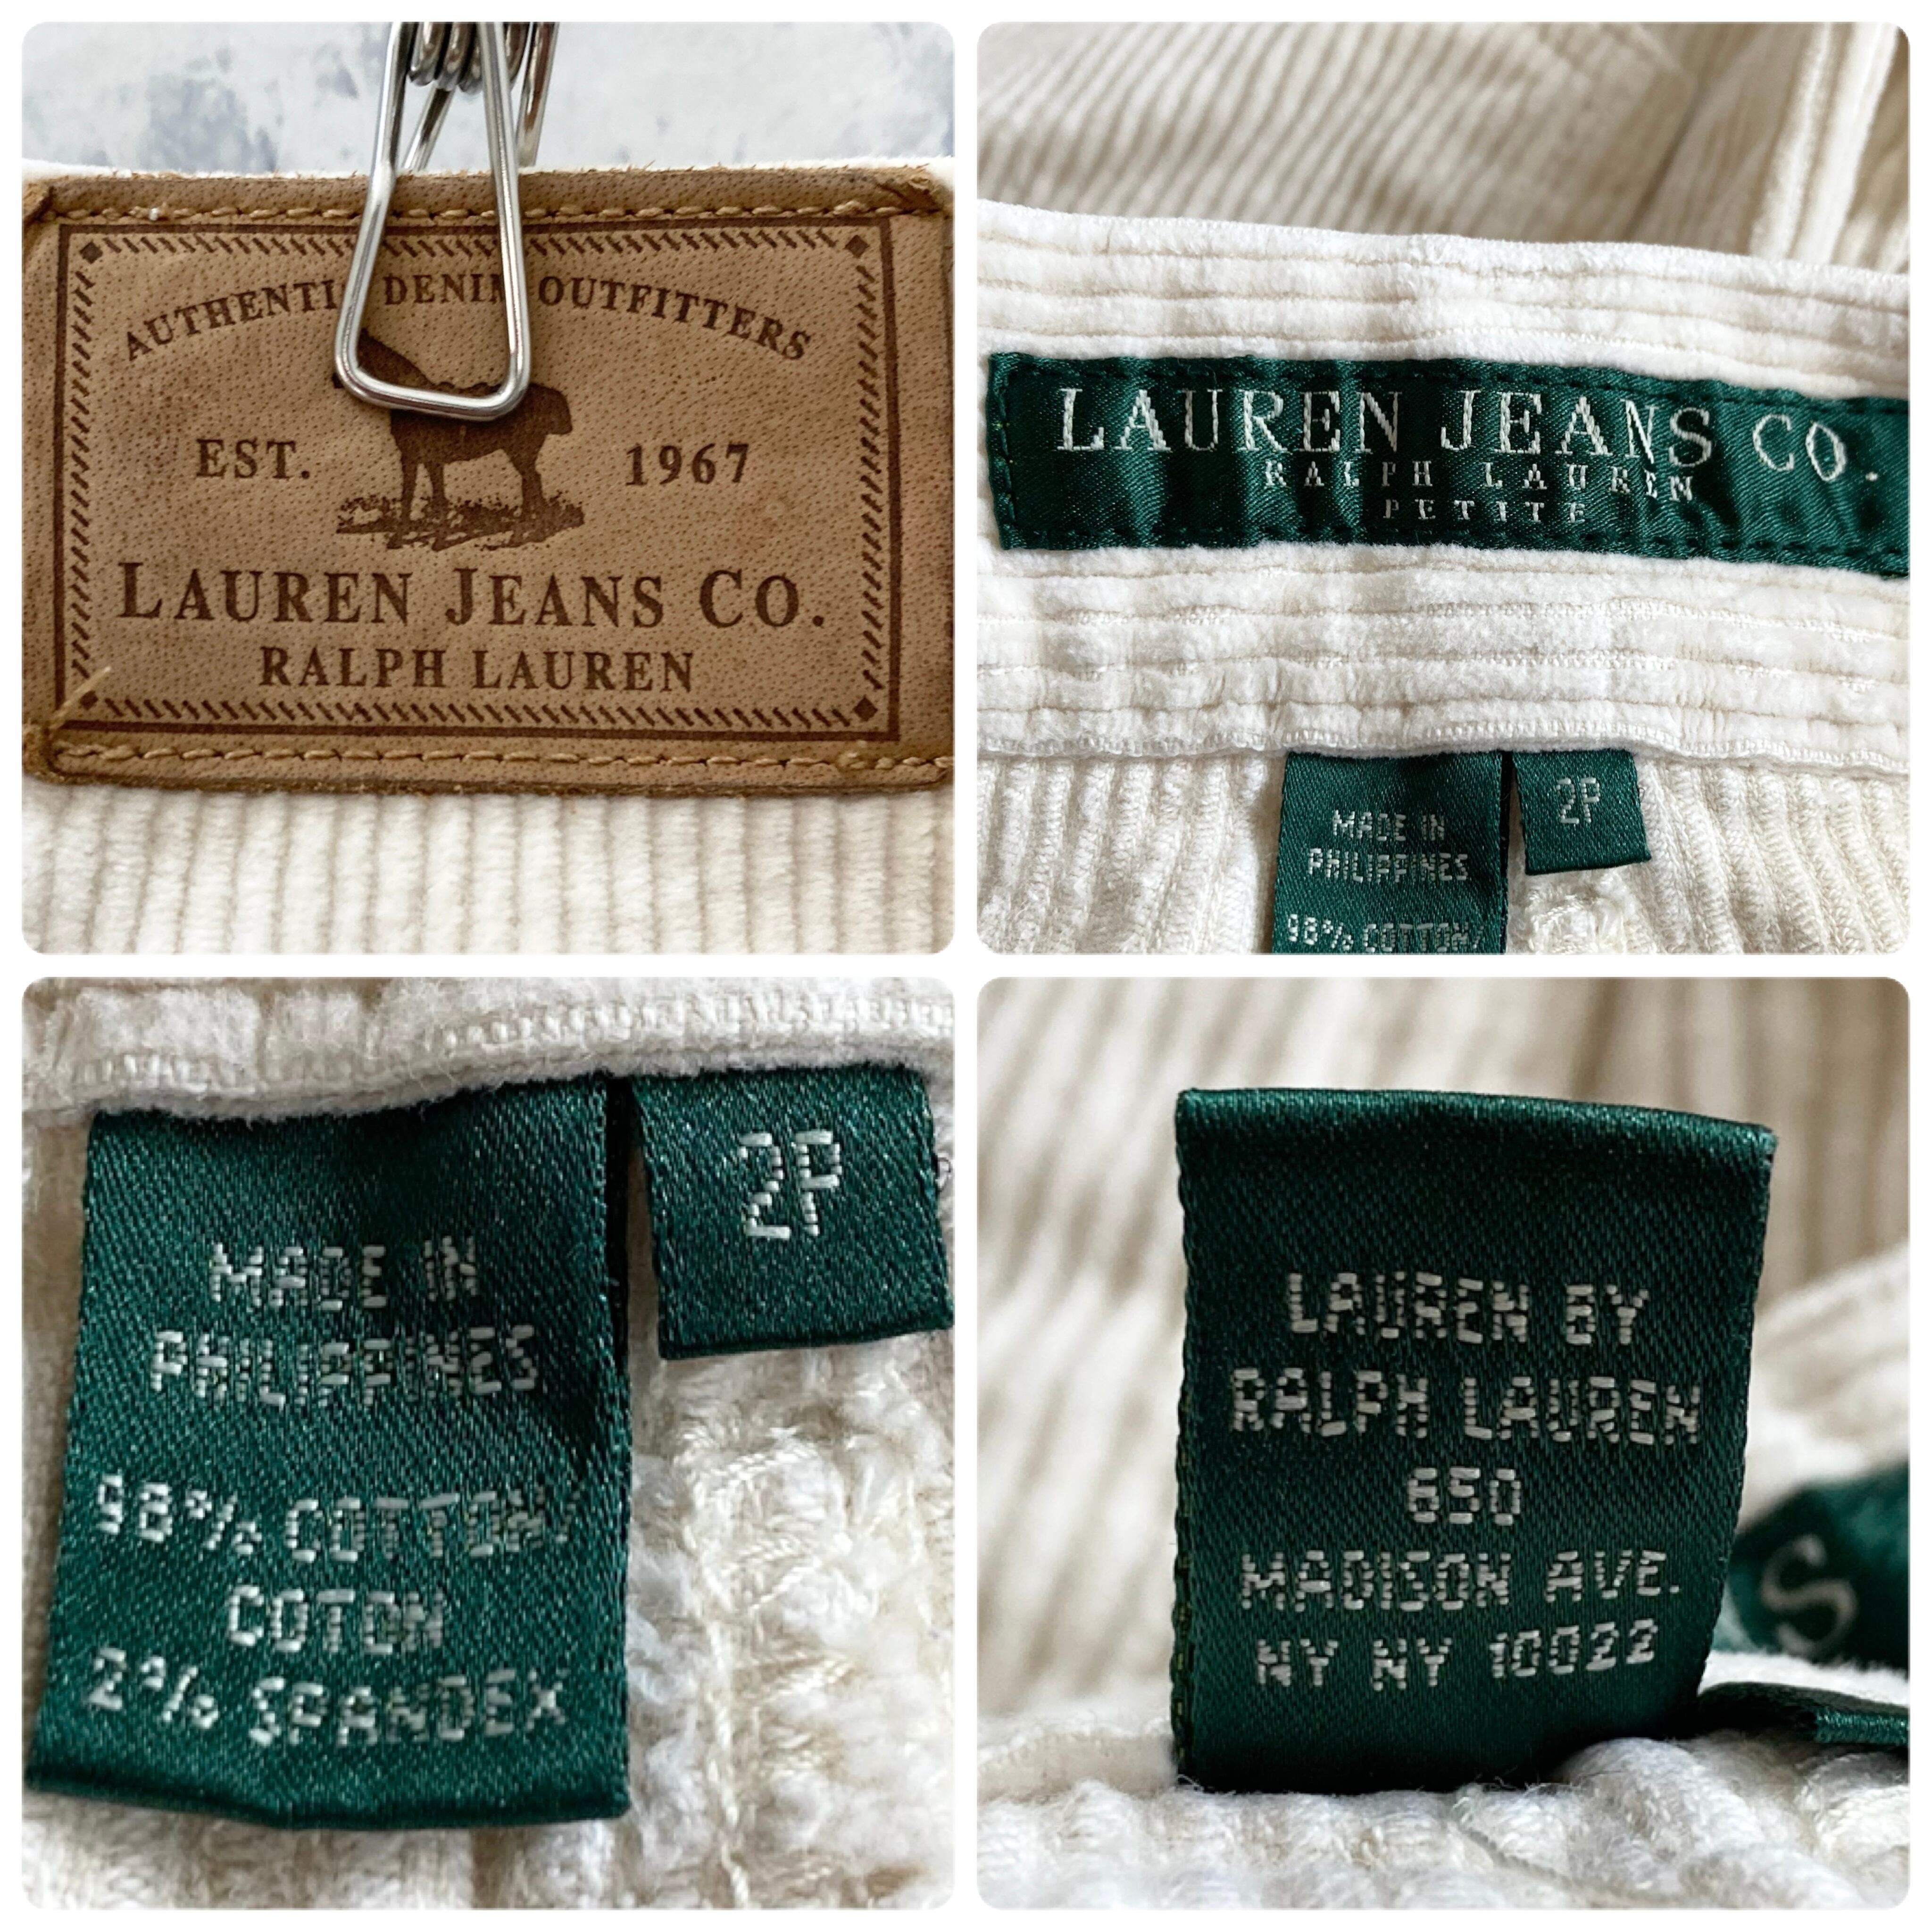 AUTHENTI DENIM OUTFITTERS
EST. 1967
LAUREN JEANS CO.
RALPH LAUREN
LAUREN JEANS CO.
RALPH LAUREN
PETITE
MADE IN
PHILIPPINES
98% COTTON/
2P
MADE IN
PHILIPPINES
98% COTTON/
COTON
2% SPANDEX
2P
LAUREN BY
RALPH LAUREN
650
MADISON AVE.
NY NY 10022
S